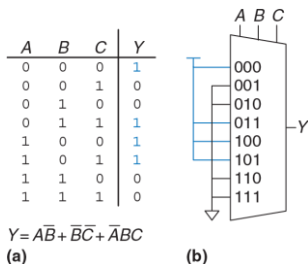 A B C Y
0 0 0 1
0 0 1 0
0 1 0 0
0 1 1 1
1 0 0 1
1 0 1 1
1 1 0 0
1 1 1 0
Y = AB̅ + B̅C̅ + A̅BC
(a)
A B C
000
001
010
011
100
101
110
111
Y
(b)